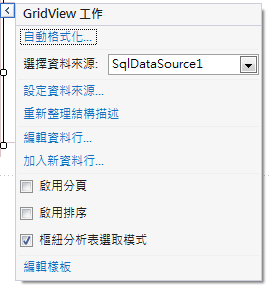 GridView 工作
自動格式化...
選擇資料來源: SqlDataSource1
設定資料來源...
重新整理結構描述
編輯資料行...
加入新資料行...
啟用分頁
啟用排序
樞紐分析表選取模式
編輯樣板